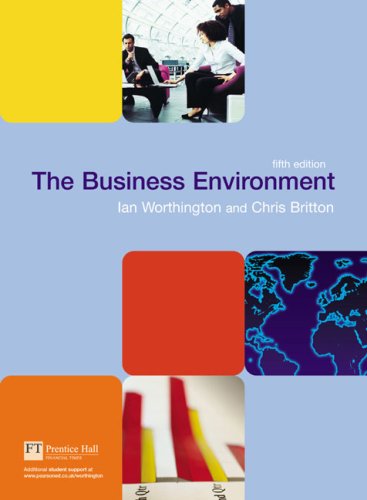 fifth edition
The Business Environment
Ian Worthington and Chris Britton
FT Prentice Hall
FINANCIAL TIMES
Additional student support at
www.pearsoned.co.uk/worthington